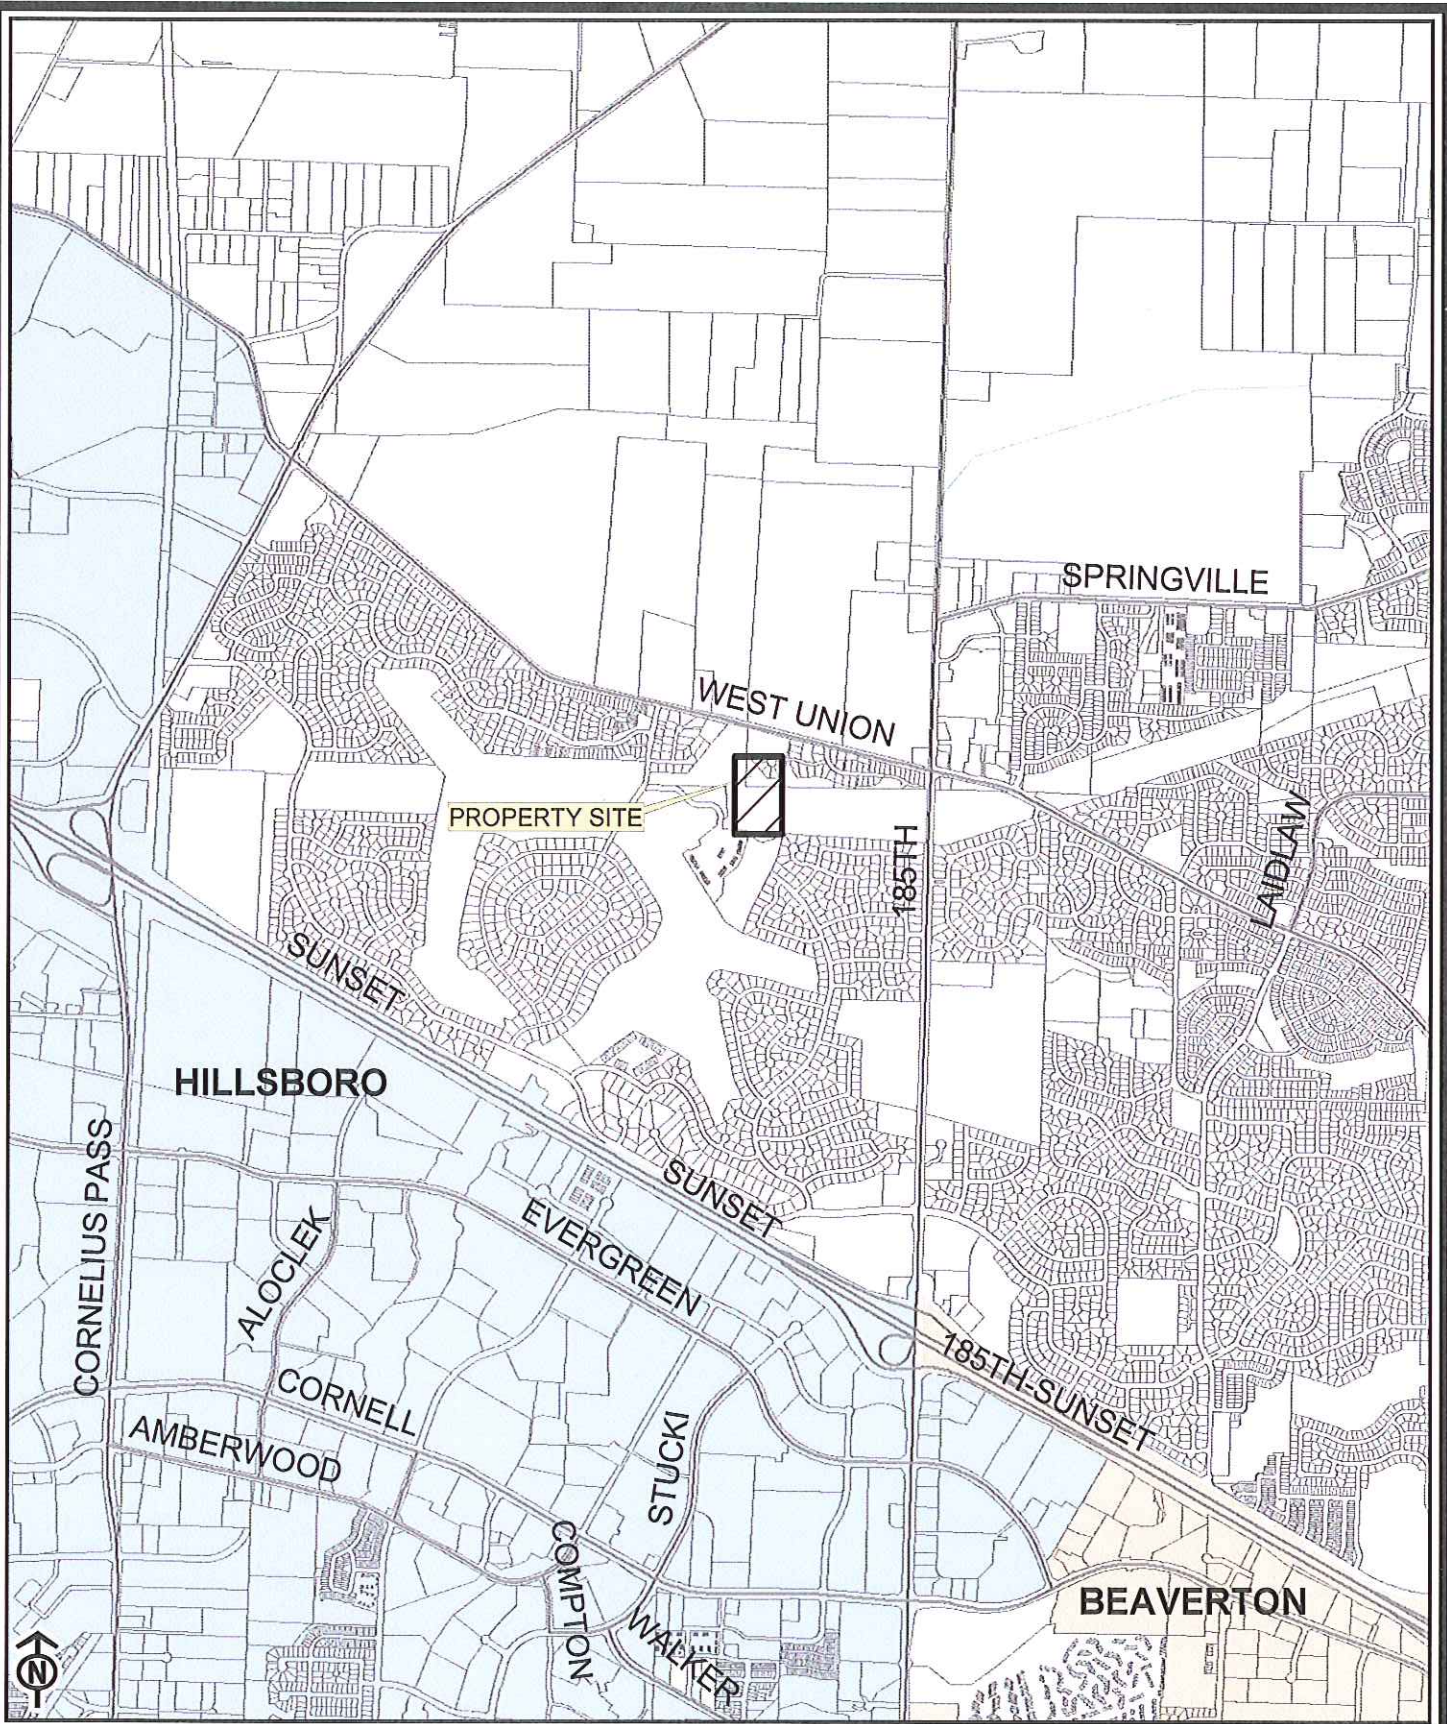 SPRINGVILLE
WEST UNION
PROPERTY SITE
185TH
LAIDLAW
SUNSET
HILLSBORO
CORNELIUS PASS
SUNSET
EVERGREEN
ALOCLEK
185TH-SUNSET
CORNELL
AMBERWOOD
STUCKI
COMPTON
BEAVERTON
WALKER
N